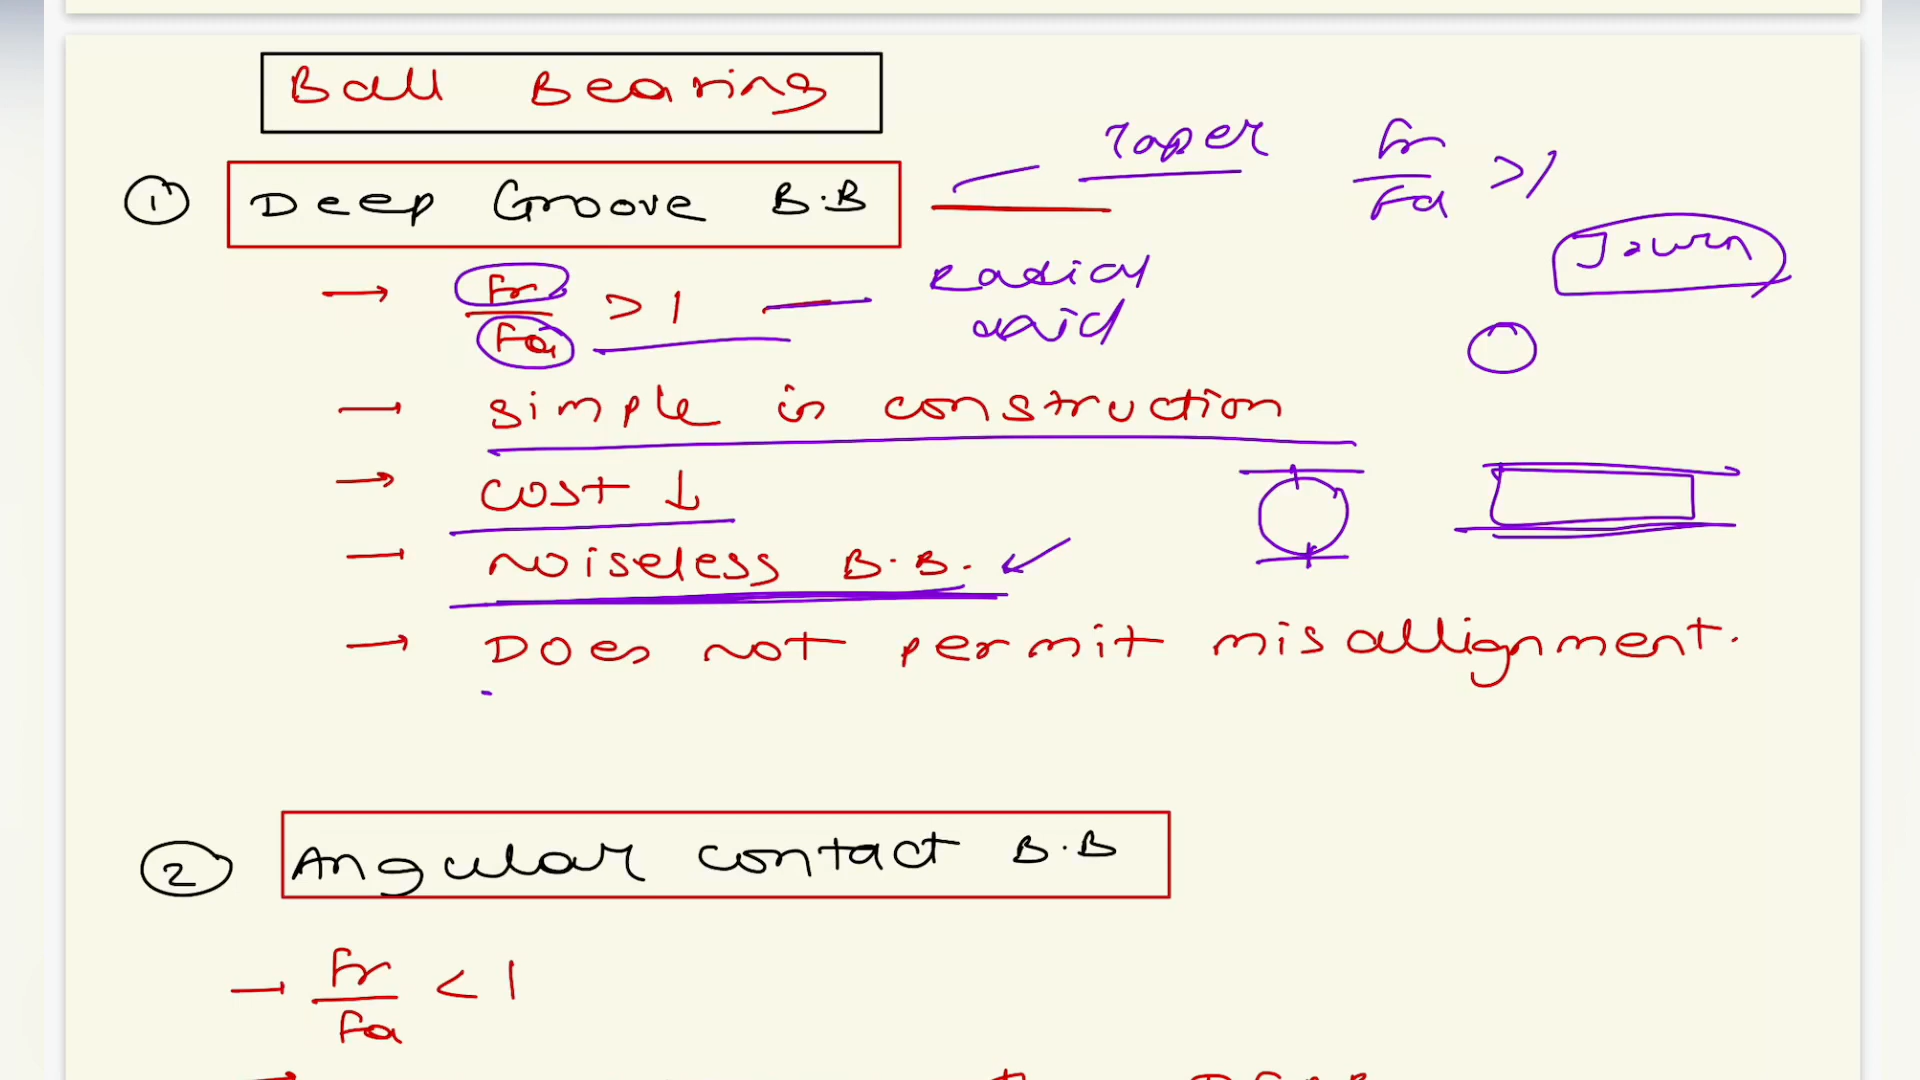 Ball Bearing
Taper Fr/Fa > 1
① Deep Groove B.B
Journ
→ Fr/Fa > 1 — Radial
axial
— simple in construction
→ cost ↓
— Noiseless B.B.
→ Does not permit misallignment.
② Angular contact B.B
→ Fr/Fa < 1